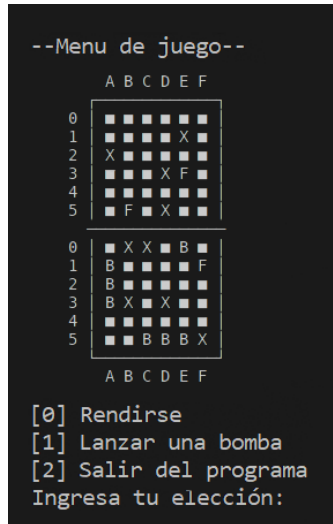 --Menu de juego--
A B C D E F
0 ■ ■ ■ ■ ■ ■
1 ■ ■ ■ ■ X ■
2 X ■ ■ ■ ■ ■
3 ■ ■ ■ X F ■
4 ■ ■ ■ ■ ■ ■
5 ■ F ■ X ■ ■
0 ■ X X ■ B ■
1 B ■ ■ ■ ■ F
2 B ■ ■ ■ ■ ■
3 B X ■ X ■ ■
4 ■ ■ ■ ■ ■ ■
5 ■ ■ B B B X
A B C D E F
[0] Rendirse
[1] Lanzar una bomba
[2] Salir del programa
Ingresa tu elección: